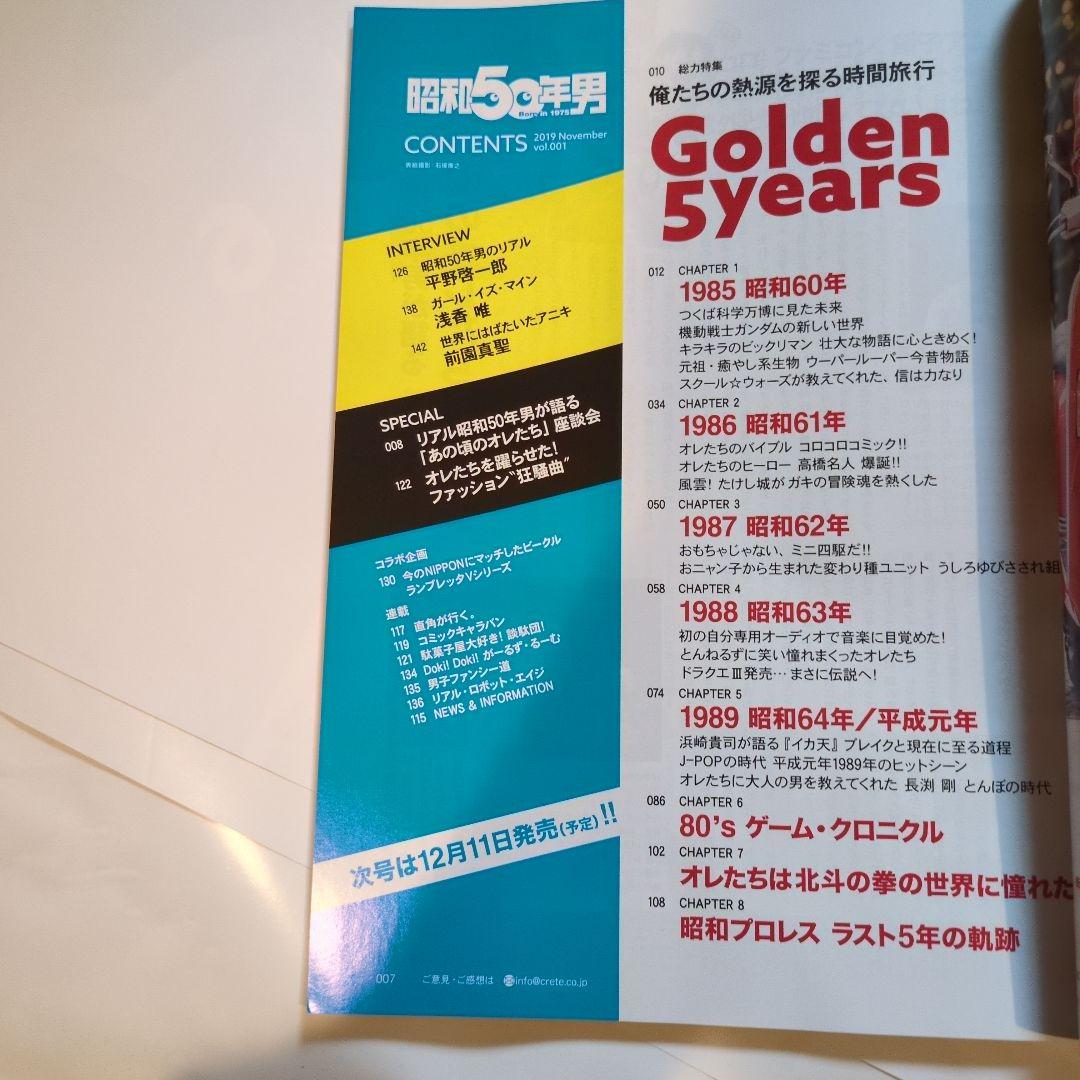 昭和50年男
Born in 1975
CONTENTS 2019 November
vol.001
表紙撮影:石塚康之
INTERVIEW
126 昭和50年男のリアル
平野啓一郎
138 ガール・イズ・マイン
浅香 唯
142 世界にはばたいたアニキ
前園真聖
SPECIAL
008 リアル昭和50年男が語る
「あの頃のオレたち」座談会
122 オレたちを躍らせた!
ファッション〝狂騒曲〟
コラボ企画
130 今のNIPPONにマッチしたビークル
ランブレッタVシリーズ
連載
117 直角が行く。
119 コミックキャラバン
121 駄菓子屋大好き! 談駄団!
134 Doki! Doki! がーるず・るーむ
135 男子ファンシー道
136 リアル・ロボット・エイジ
115 NEWS & INFORMATION
次号は12月11日発売(予定)!!
007 ご意見・ご感想は info@crete.co.jp
010 総力特集
俺たちの熱源を探る時間旅行
Golden
5years
012 CHAPTER 1
1985 昭和60年
つくば科学万博に見た未来
機動戦士ガンダムの新しい世界
キラキラのビックリマン 壮大な物語に心ときめく!
元祖・癒やし系生物 ウーパールーパー今昔物語
スクール☆ウォーズが教えてくれた、信は力なり
034 CHAPTER 2
1986 昭和61年
オレたちのバイブル コロコロコミック!!
オレたちのヒーロー 高橋名人 爆誕!!
風雲! たけし城がガキの冒険魂を熱くした
050 CHAPTER 3
1987 昭和62年
おもちゃじゃない、ミニ四駆だ!!
おニャン子から生まれた変わり種ユニット うしろゆびさされ組
058 CHAPTER 4
1988 昭和63年
初の自分専用オーディオで音楽に目覚めた!
とんねるずに笑い憧れまくったオレたち
ドラクエⅢ発売…まさに伝説へ!
074 CHAPTER 5
1989 昭和64年/平成元年
浜崎貴司が語る『イカ天』ブレイクと現在に至る道程
J-POPの時代 平成元年1989年のヒットシーン
オレたちに大人の男を教えてくれた 長渕 剛 とんぼの時代
086 CHAPTER 6
80's ゲーム・クロニクル
102 CHAPTER 7
オレたちは北斗の拳の世界に憧れた
108 CHAPTER 8
昭和プロレス ラスト5年の軌跡